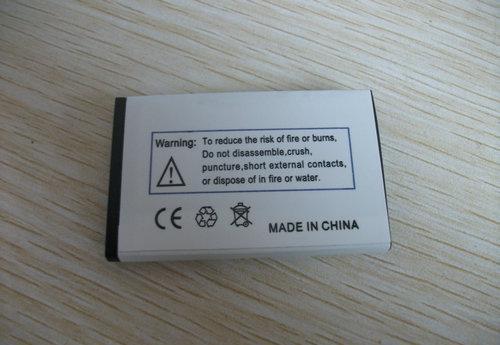 Warning: To reduce the risk of fire or burns,
Do not disassemble,crush,
puncture,short external contacts,
or dispose of in fire or water.
CE MADE IN CHINA